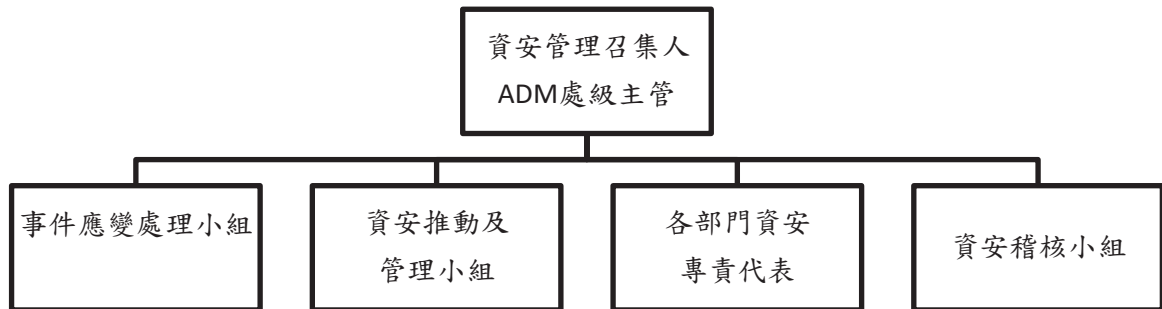 資安管理召集人
ADM處級主管
事件應變處理小組
資安推動及
管理小組
各部門資安
專責代表
資安稽核小組